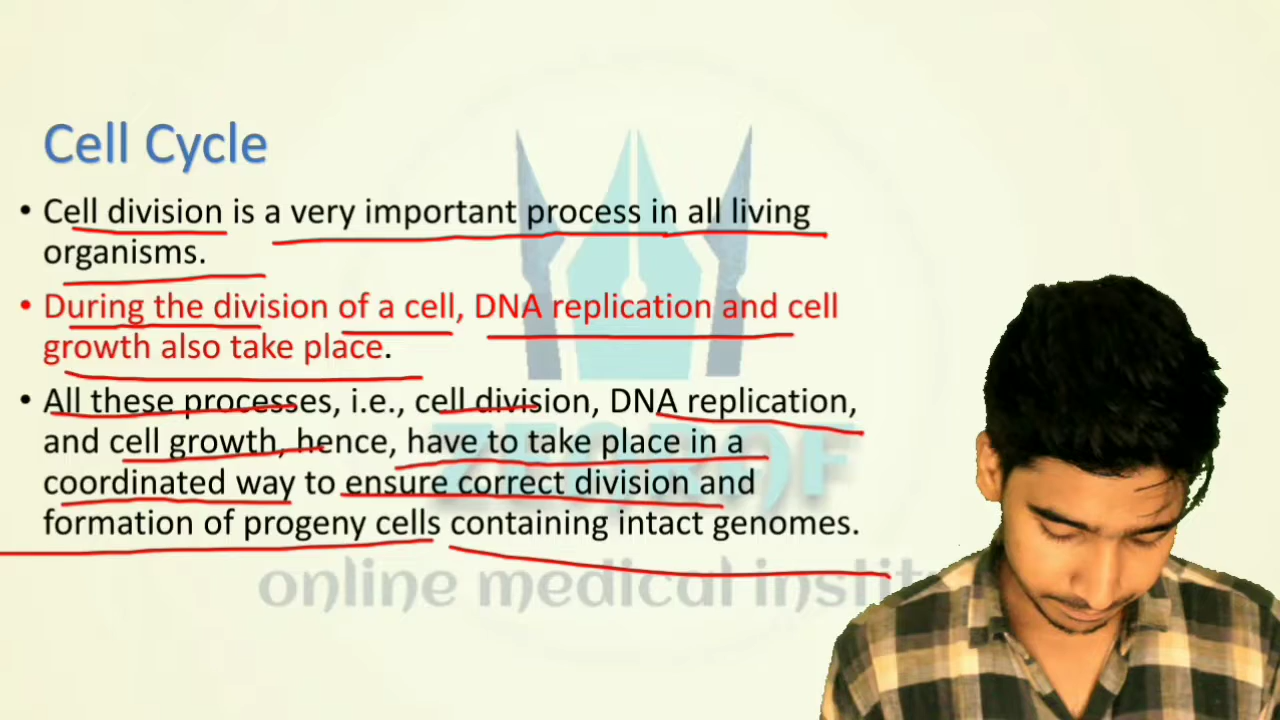 Cell Cycle
• Cell division is a very important process in all living
organisms.
• During the division of a cell, DNA replication and cell
growth also take place.
• All these processes, i.e., cell division, DNA replication,
and cell growth, hence, have to take place in a
coordinated way to ensure correct division and
formation of progeny cells containing intact genomes.
online medical